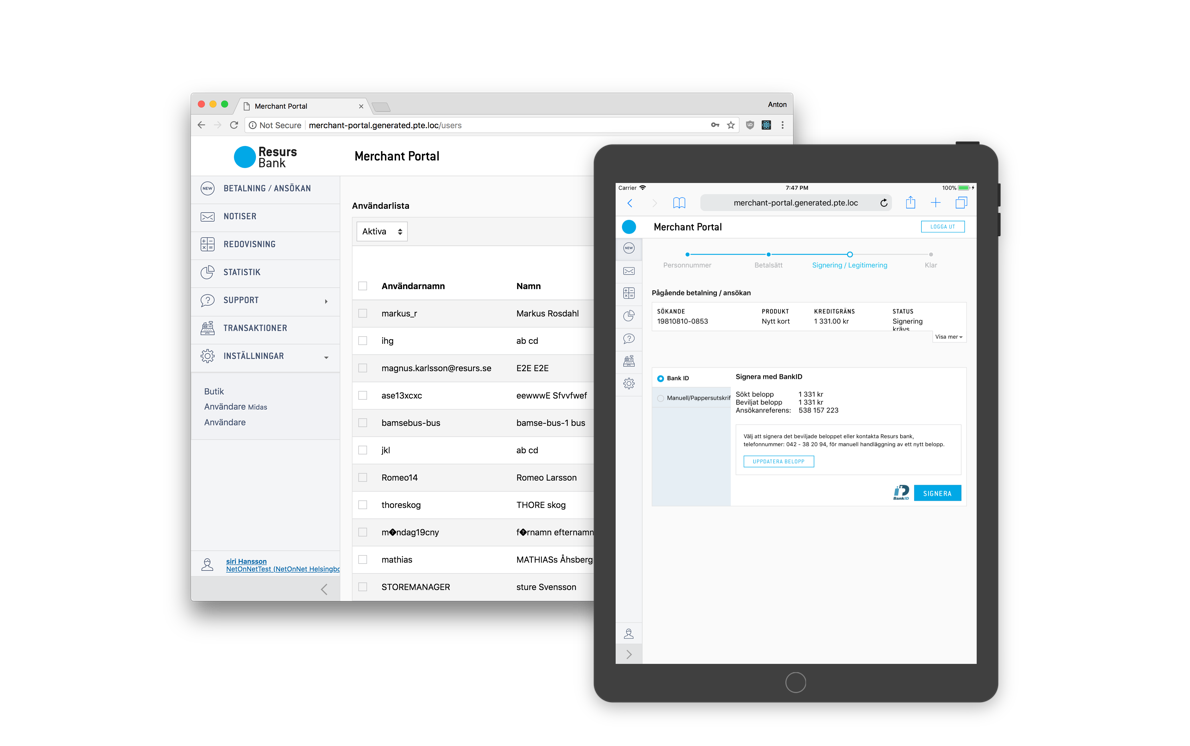 Merchant Portal
Anton
Not Secure
merchant-portal.generated.pte.loc/users
Resurs
Bank
Merchant Portal
NEW
BETALNING / ANSÖKAN
NOTISER
REDOVISNING
STATISTIK
SUPPORT
TRANSAKTIONER
INSTÄLLNINGAR
Butik
Användare Midas
Användare
siri Hansson
NetOnNetTest (NetOnNet Helsingbo
Användarlista
Aktiva
Användarnamn Namn
markus_r Markus Rosdahl
ihg ab cd
magnus.karlsson@resurs.se E2E E2E
ase13xcxc eewwwE Sfvvfwef
bamsebus-bus bamse-bus-1 bus
jkl ab cd
Romeo14 Romeo Larsson
thoreskog THORE skog
m�ndag19cny f�rnamn efternamn
mathias MATHIASs Åhsberg
STOREMANAGER sture Svensson
Carrier 7:47 PM 100%
merchant-portal.generated.pte.loc
Merchant Portal
LOGGA UT
NEW
Personnummer Betalsätt Signering / Legitimering Klar
Pågående betalning / ansökan
SÖKANDE PRODUKT KREDITGRÄNS STATUS
19810810-0853 Nytt kort 1 331.00 kr Signering
krävs
Visa mer
Bank ID
Manuell/Pappersutskrif
Signera med BankID
Sökt belopp 1 331 kr
Beviljat belopp 1 331 kr
Ansökanreferens: 538 157 223
Välj att signera det beviljade beloppet eller kontakta Resurs bank,
telefonnummer: 042 - 38 20 94, för manuell handläggning av ett nytt belopp.
UPPDATERA BELOPP
BankID
SIGNERA